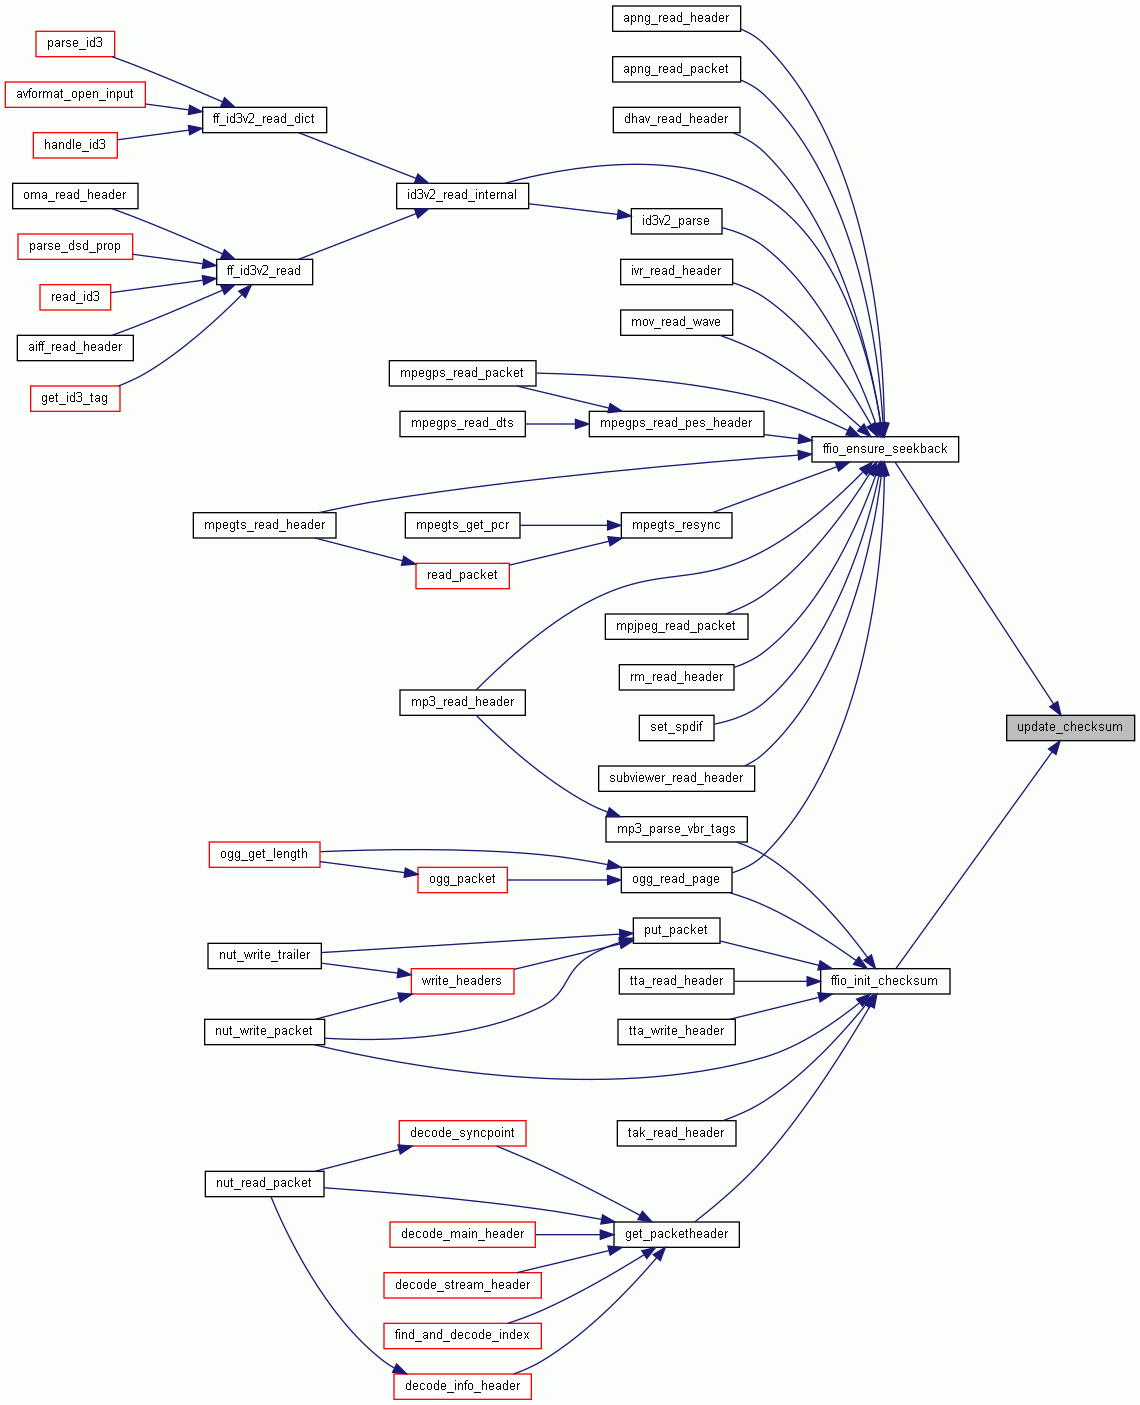 apng_read_header
parse_id3
apng_read_packet
avformat_open_input
ff_id3v2_read_dict
dhav_read_header
handle_id3
oma_read_header
id3v2_read_internal
id3v2_parse
parse_dsd_prop
ff_id3v2_read
ivr_read_header
read_id3
mov_read_wave
aiff_read_header
mpegps_read_packet
get_id3_tag
mpegps_read_dts
mpegps_read_pes_header
ffio_ensure_seekback
mpegts_read_header
mpegts_get_pcr
mpegts_resync
read_packet
mpjpeg_read_packet
rm_read_header
mp3_read_header
set_spdif
update_checksum
subviewer_read_header
mp3_parse_vbr_tags
ogg_get_length
ogg_packet
ogg_read_page
put_packet
nut_write_trailer
write_headers
tta_read_header
ffio_init_checksum
nut_write_packet
tta_write_header
decode_syncpoint
tak_read_header
nut_read_packet
decode_main_header
get_packetheader
decode_stream_header
find_and_decode_index
decode_info_header